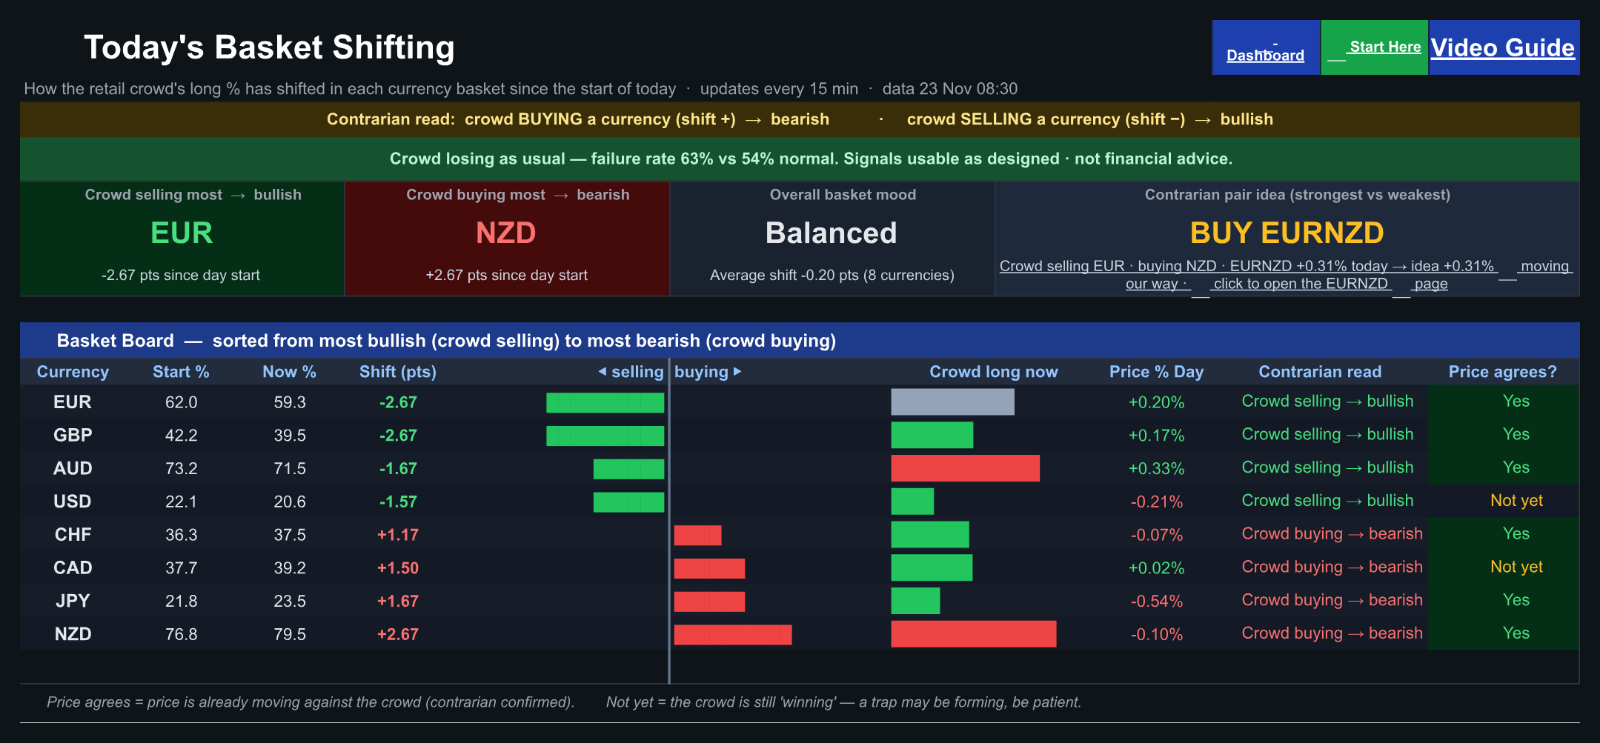 Today's Basket Shifting
Dashboard
Start Here
Video Guide
How the retail crowd's long % has shifted in each currency basket since the start of today · updates every 15 min · data 23 Nov 08:30
Contrarian read: crowd BUYING a currency (shift +) → bearish · crowd SELLING a currency (shift −) → bullish
Crowd losing as usual — failure rate 63% vs 54% normal. Signals usable as designed · not financial advice.
Crowd selling most → bullish
EUR
-2.67 pts since day start
Crowd buying most → bearish
NZD
+2.67 pts since day start
Overall basket mood
Balanced
Average shift -0.20 pts (8 currencies)
Contrarian pair idea (strongest vs weakest)
BUY EURNZD
Crowd selling EUR · buying NZD · EURNZD +0.31% today → idea +0.31% moving
our way · click to open the EURNZD page
Basket Board — sorted from most bullish (crowd selling) to most bearish (crowd buying)
Currency Start % Now % Shift (pts) ◄ selling buying ► Crowd long now Price % Day Contrarian read Price agrees?
EUR 62.0 59.3 -2.67 +0.20% Crowd selling → bullish Yes
GBP 42.2 39.5 -2.67 +0.17% Crowd selling → bullish Yes
AUD 73.2 71.5 -1.67 +0.33% Crowd selling → bullish Yes
USD 22.1 20.6 -1.57 -0.21% Crowd selling → bullish Not yet
CHF 36.3 37.5 +1.17 -0.07% Crowd buying → bearish Yes
CAD 37.7 39.2 +1.50 +0.02% Crowd buying → bearish Not yet
JPY 21.8 23.5 +1.67 -0.54% Crowd buying → bearish Yes
NZD 76.8 79.5 +2.67 -0.10% Crowd buying → bearish Yes
Price agrees = price is already moving against the crowd (contrarian confirmed). Not yet = the crowd is still 'winning' — a trap may be forming, be patient.